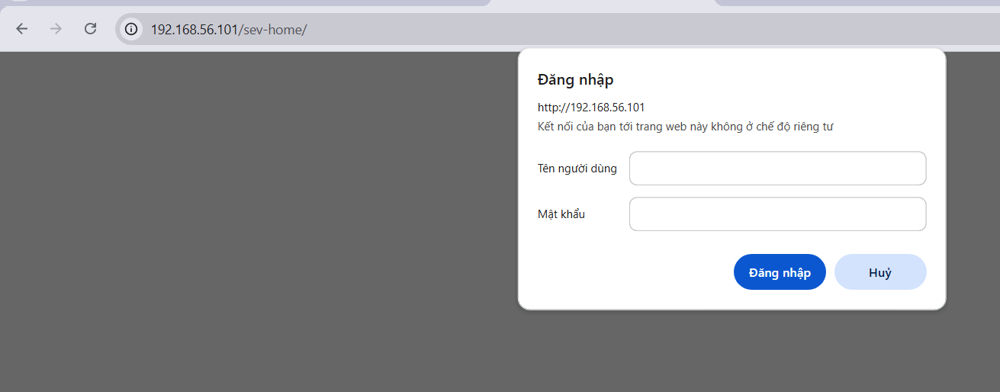 192.168.56.101/sev-home/
Đăng nhập
http://192.168.56.101
Kết nối của bạn tới trang web này không ở chế độ riêng tư
Tên người dùng
Mật khẩu
Đăng nhập Huỷ